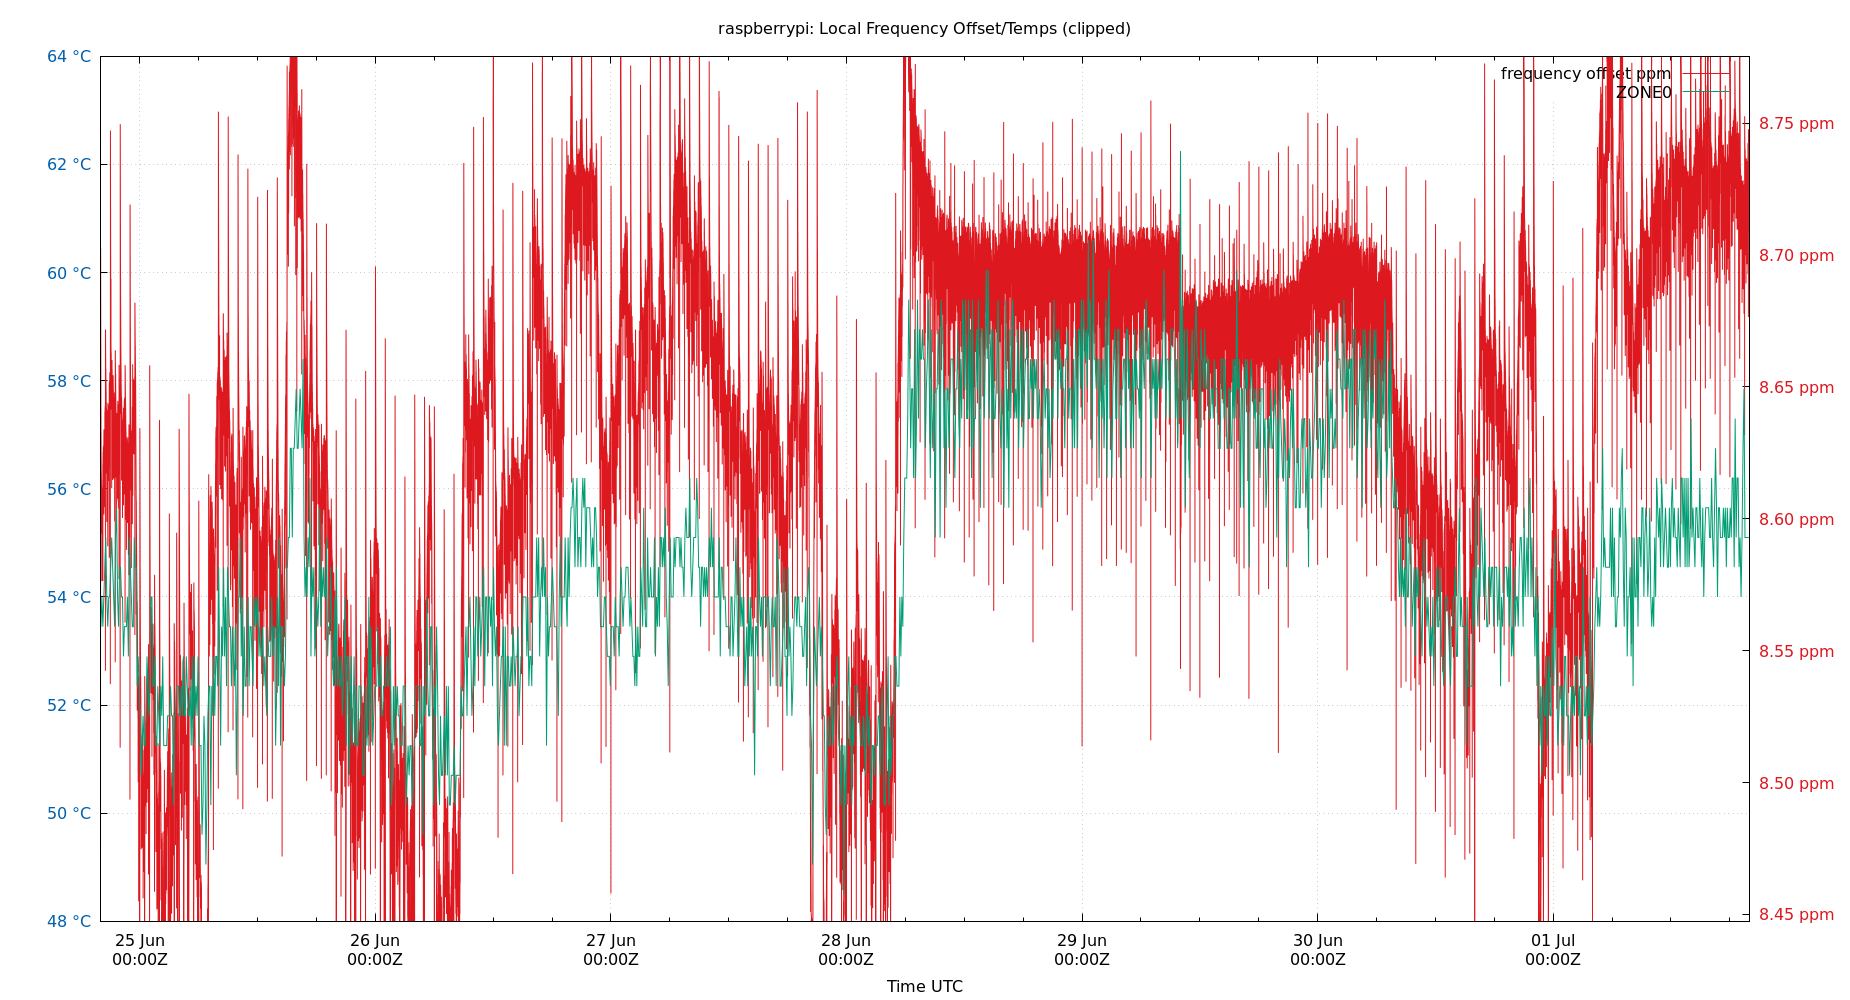 raspberrypi: Local Frequency Offset/Temps (clipped)
64 °C
62 °C
60 °C
58 °C
56 °C
54 °C
52 °C
50 °C
48 °C
frequency offset ppm
ZONE0
8.75 ppm
8.70 ppm
8.65 ppm
8.60 ppm
8.55 ppm
8.50 ppm
8.45 ppm
25 Jun 26 Jun 27 Jun 28 Jun 29 Jun 30 Jun 01 Jul
00:00Z 00:00Z 00:00Z 00:00Z 00:00Z 00:00Z 00:00Z
Time UTC